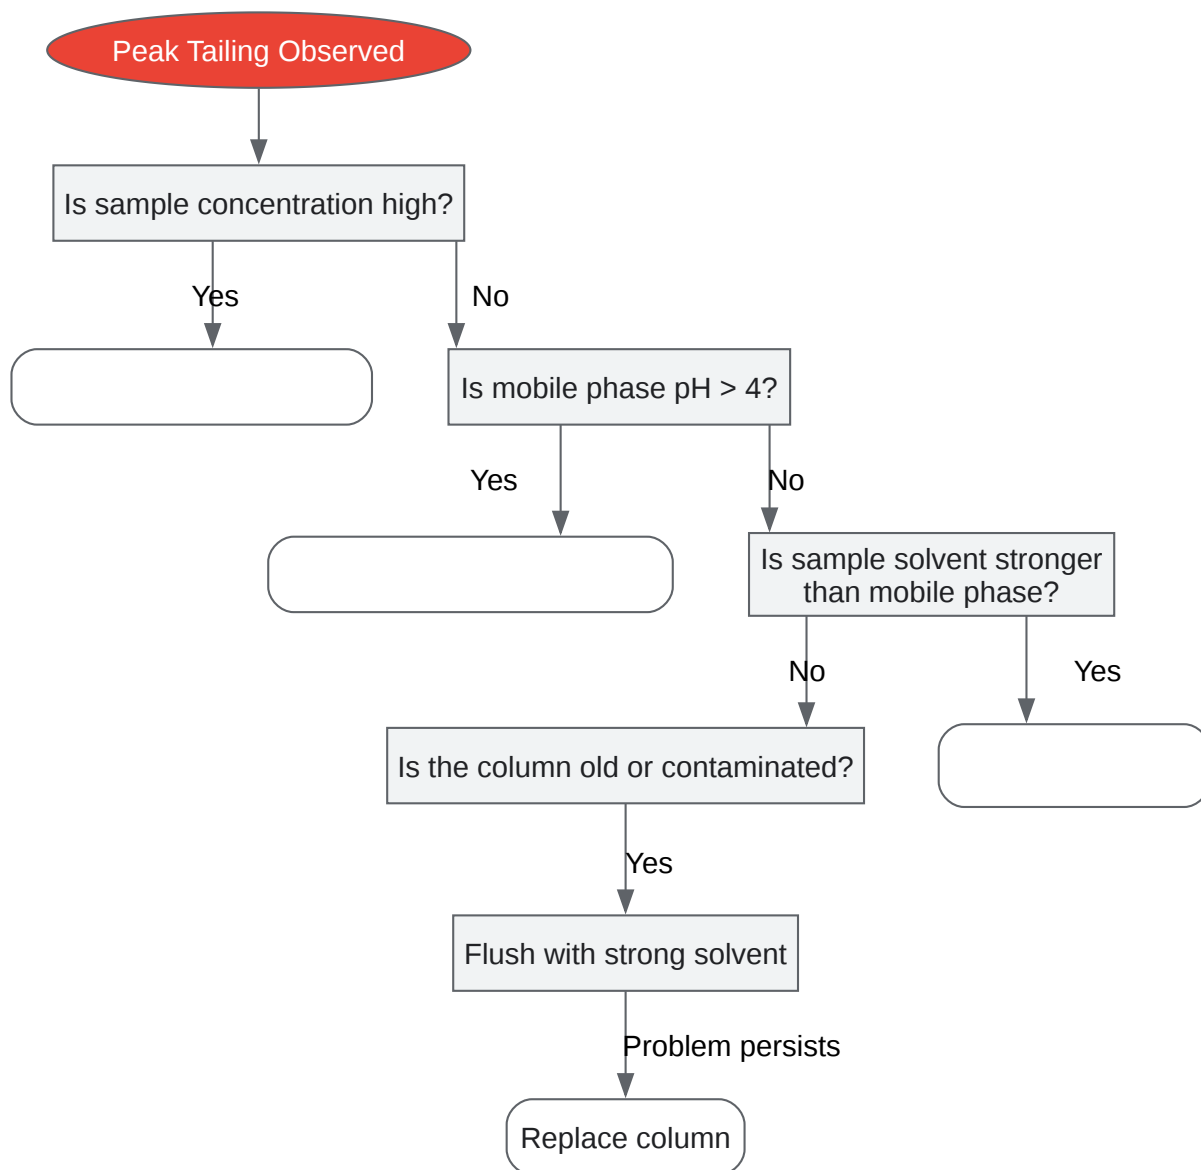 Peak Tailing Observed
Is sample concentration high?
Yes
No
Is mobile phase pH > 4?
Yes
No
Is sample solvent stronger
than mobile phase?
No
Yes
Is the column old or contaminated?
Yes
Flush with strong solvent
Problem persists
Replace column